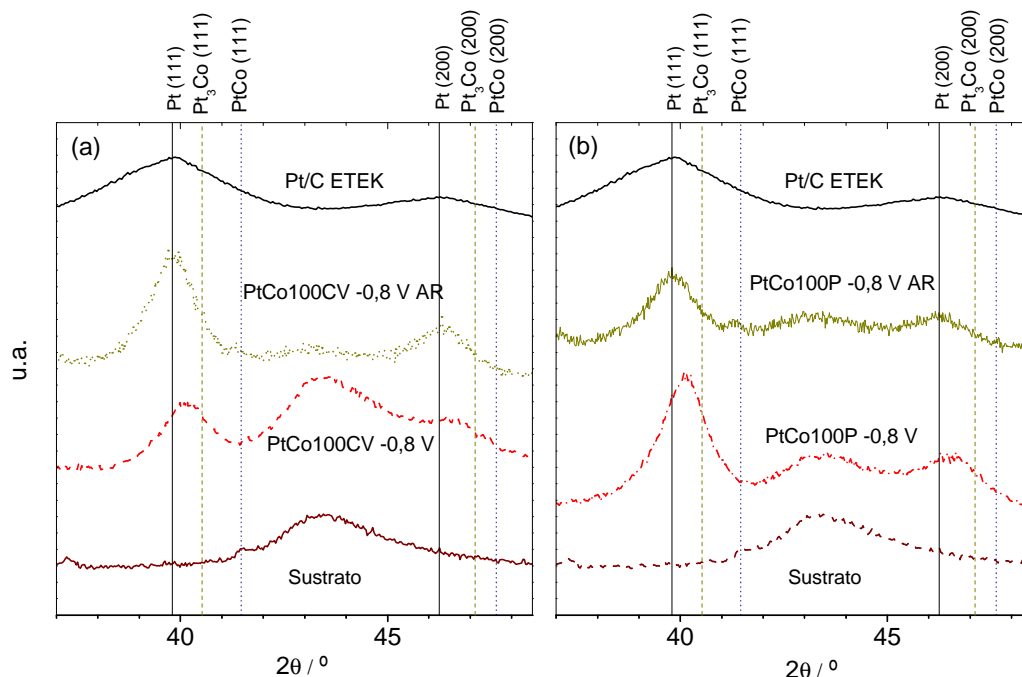 Pt (111)
Pt₃Co (111)
PtCo (111)
Pt (200)
Pt₃Co (200)
PtCo (200)
Pt (111)
Pt₃Co (111)
PtCo (111)
Pt (200)
Pt₃Co (200)
PtCo (200)
u.a.
(a)
Pt/C ETEK
PtCo100CV -0,8 V AR
PtCo100CV -0,8 V
Sustrato
40
45
2θ / º
(b)
Pt/C ETEK
PtCo100P -0,8 V AR
PtCo100P -0,8 V
Sustrato
40
45
2θ / º